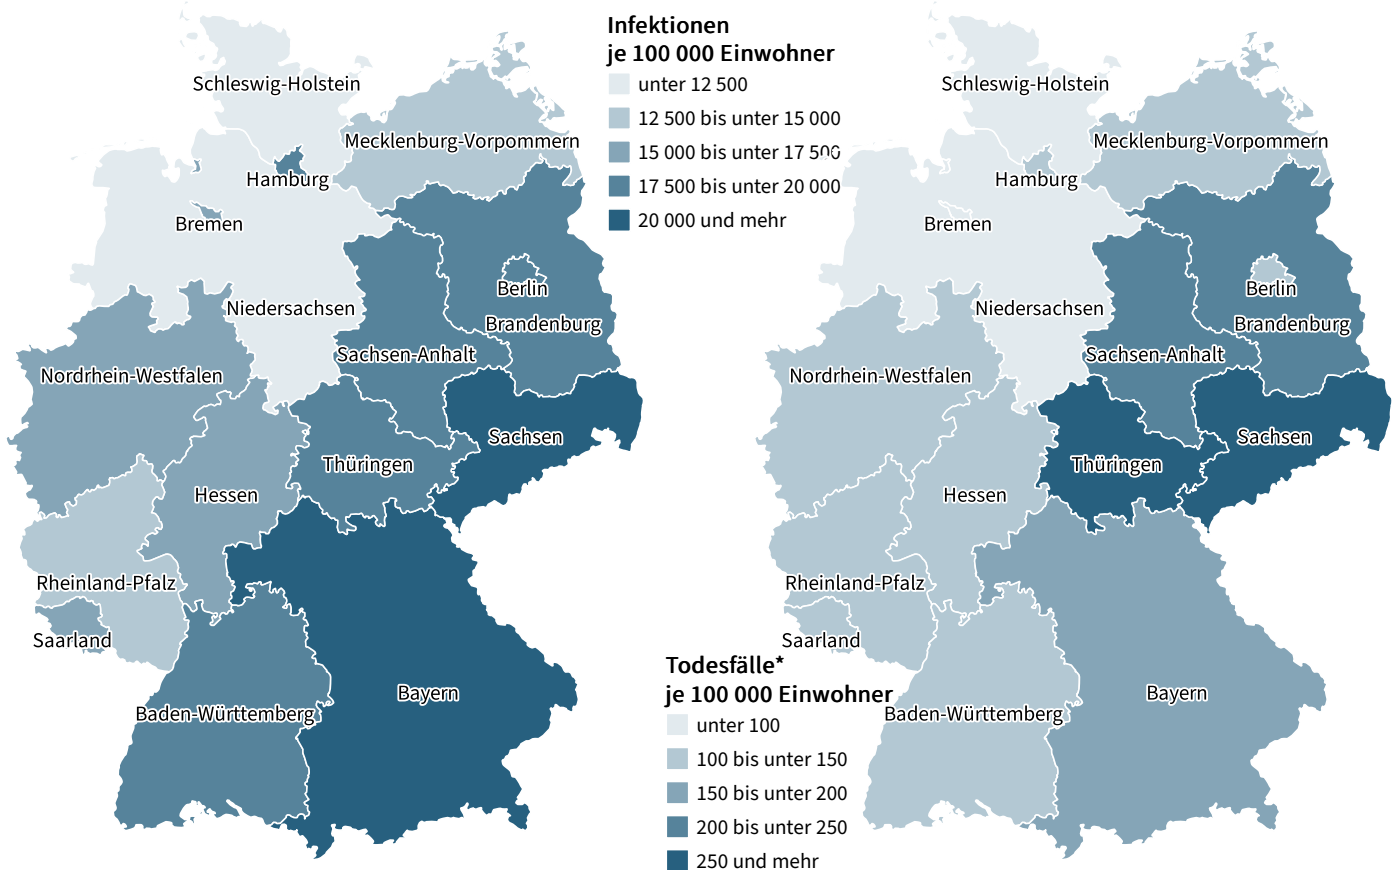 Infektionen
je 100 000 Einwohner
unter 12 500
12 500 bis unter 15 000
15 000 bis unter 17 500
17 500 bis unter 20 000
20 000 und mehr
Schleswig-Holstein
Mecklenburg-Vorpommern
Hamburg
Bremen
Niedersachsen
Berlin
Brandenburg
Sachsen-Anhalt
Nordrhein-Westfalen
Sachsen
Thüringen
Hessen
Rheinland-Pfalz
Saarland
Bayern
Baden-Württemberg
Todesfälle*
je 100 000 Einwohner
unter 100
100 bis unter 150
150 bis unter 200
200 bis unter 250
250 und mehr
Schleswig-Holstein
Mecklenburg-Vorpommern
Hamburg
Bremen
Niedersachsen
Berlin
Brandenburg
Sachsen-Anhalt
Nordrhein-Westfalen
Sachsen
Thüringen
Hessen
Rheinland-Pfalz
Saarland
Bayern
Baden-Württemberg